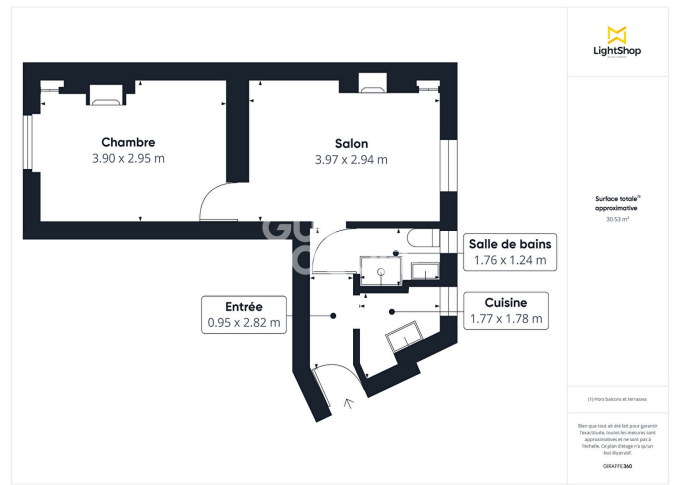 LightShop
Chambre
3.90 x 2.95 m
Salon
3.97 x 2.94 m
Surface totale⁽¹⁾
approximative
30.53 m²
Salle de bains
1.76 x 1.24 m
Entrée
0.95 x 2.82 m
Cuisine
1.77 x 1.78 m
(1) Hors balcons et terrasses
Bien que tout ait été fait pour garantir
l'exactitude, toutes les mesures sont
approximatives et ne sont pas à
l'échelle. Ce plan d'étage n'a qu'un
but illustratif.
GIRAFFE360